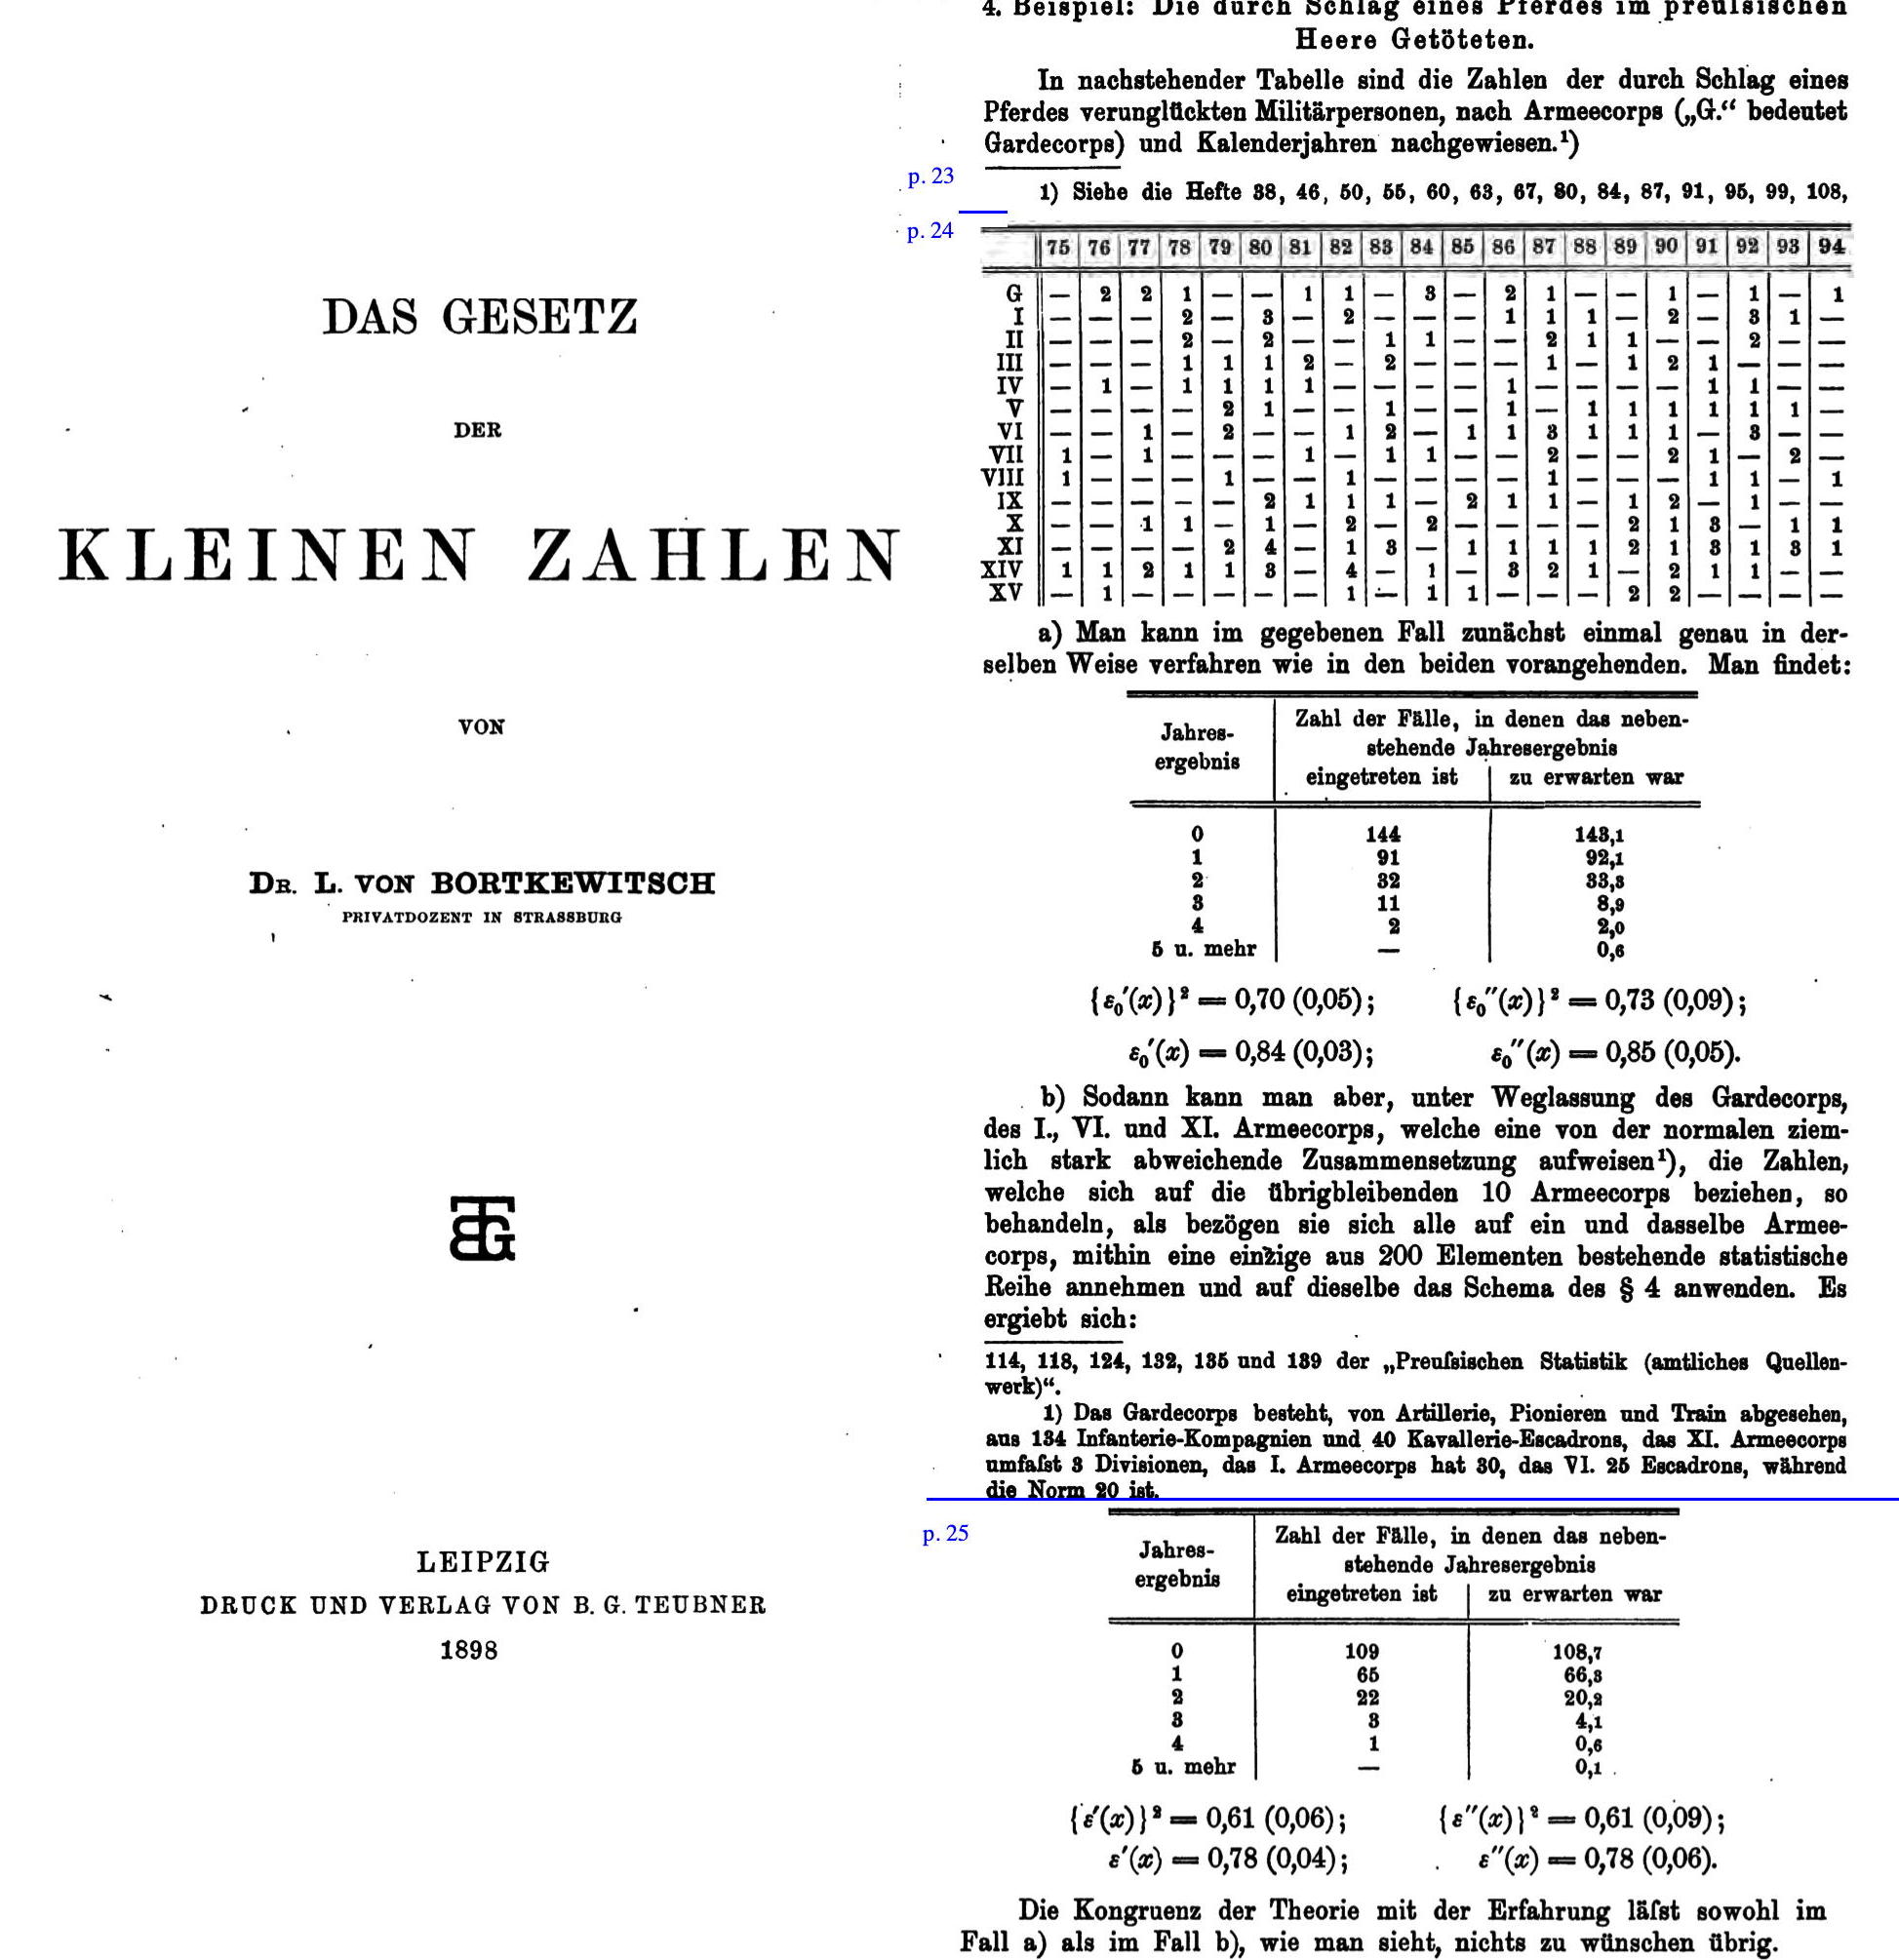 DAS GESETZ
DER
KLEINEN ZAHLEN
VON
DR. L. VON BORTKEWITSCH
PRIVATDOZENT IN STRASSBURG
BGT
LEIPZIG
DRUCK UND VERLAG VON B. G. TEUBNER
1898
4. Beispiel: Die durch Schlag eines Pferdes im preuſsischen
Heere Getöteten.
In nachstehender Tabelle sind die Zahlen der durch Schlag eines
Pferdes verunglückten Militärpersonen, nach Armeecorps („G.“ bedeutet
Gardecorps) und Kalenderjahren nachgewiesen.¹)
p. 23
1) Siehe die Hefte 38, 46, 50, 55, 60, 63, 67, 80, 84, 87, 91, 95, 99, 108,
p. 24
75 76 77 78 79 80 81 82 83 84 85 86 87 88 89 90 91 92 93 94
G — 2 2 1 — — 1 1 — 3 — 2 1 — — 1 — 1 — 1
I — — — 2 — 3 — 2 — — — 1 1 1 — 2 — 3 1 —
II — — — 2 — 2 — — 1 1 — — 2 1 1 — — 2 — —
III — — — 1 1 1 2 — 2 — — — 1 — 1 2 1 — — —
IV — 1 — 1 1 1 1 — — — — 1 — — — — 1 1 — —
V — — — — 2 1 — — 1 — — 1 — 1 1 1 1 1 1 —
VI — — 1 — 2 — — 1 2 — 1 1 3 1 1 1 — 3 — —
VII 1 — 1 — — — 1 — 1 1 — — 2 — — 2 1 — 2 —
VIII 1 — — — 1 — — 1 — — — — 1 — — — 1 1 — 1
IX — — — — — 2 1 1 1 — 2 1 1 — 1 2 — 1 — —
X — — 1 1 — 1 — 2 — 2 — — — — 2 1 3 — 1 1
XI — — — — 2 4 — 1 3 — 1 1 1 1 2 1 3 1 3 1
XIV 1 1 2 1 1 3 — 4 — 1 — 3 2 1 — 2 1 1 — —
XV — 1 — — — — — 1 — 1 1 — — — 2 2 — — — —
a) Man kann im gegebenen Fall zunächst einmal genau in der-
selben Weise verfahren wie in den beiden vorangehenden. Man findet:
Jahres-
ergebnis
Zahl der Fälle, in denen das neben-
stehende Jahresergebnis
eingetreten ist zu erwarten war
0 144 143,1
1 91 92,1
2 32 33,3
3 11 8,9
4 2 2,0
5 u. mehr — 0,6
{ε₀′(x)}² = 0,70 (0,05); {ε₀″(x)}² = 0,73 (0,09);
ε₀′(x) = 0,84 (0,03); ε₀″(x) = 0,85 (0,05).
b) Sodann kann man aber, unter Weglassung des Gardecorps,
des I., VI. und XI. Armeecorps, welche eine von der normalen ziem-
lich stark abweichende Zusammensetzung aufweisen¹), die Zahlen,
welche sich auf die übrigbleibenden 10 Armeecorps beziehen, so
behandeln, als bezögen sie sich alle auf ein und dasselbe Armee-
corps, mithin eine einzige aus 200 Elementen bestehende statistische
Reihe annehmen und auf dieselbe das Schema des § 4 anwenden. Es
ergiebt sich:
114, 118, 124, 132, 135 und 139 der „Preuſsischen Statistik (amtliches Quellen-
werk)“.
1) Das Gardecorps besteht, von Artillerie, Pionieren und Train abgesehen,
aus 134 Infanterie-Kompagnien und 40 Kavallerie-Escadrons, das XI. Armeecorps
umfaſst 3 Divisionen, das I. Armeecorps hat 30, das VI. 25 Escadrons, während
die Norm 20 ist.
p. 25
Jahres-
ergebnis
Zahl der Fälle, in denen das neben-
stehende Jahresergebnis
eingetreten ist zu erwarten war
0 109 108,7
1 65 66,3
2 22 20,2
3 3 4,1
4 1 0,6
5 u. mehr — 0,1
{ε′(x)}² = 0,61 (0,06); {ε″(x)}² = 0,61 (0,09);
ε′(x) = 0,78 (0,04); ε″(x) = 0,78 (0,06).
Die Kongruenz der Theorie mit der Erfahrung läſst sowohl im
Fall a) als im Fall b), wie man sieht, nichts zu wünschen übrig.